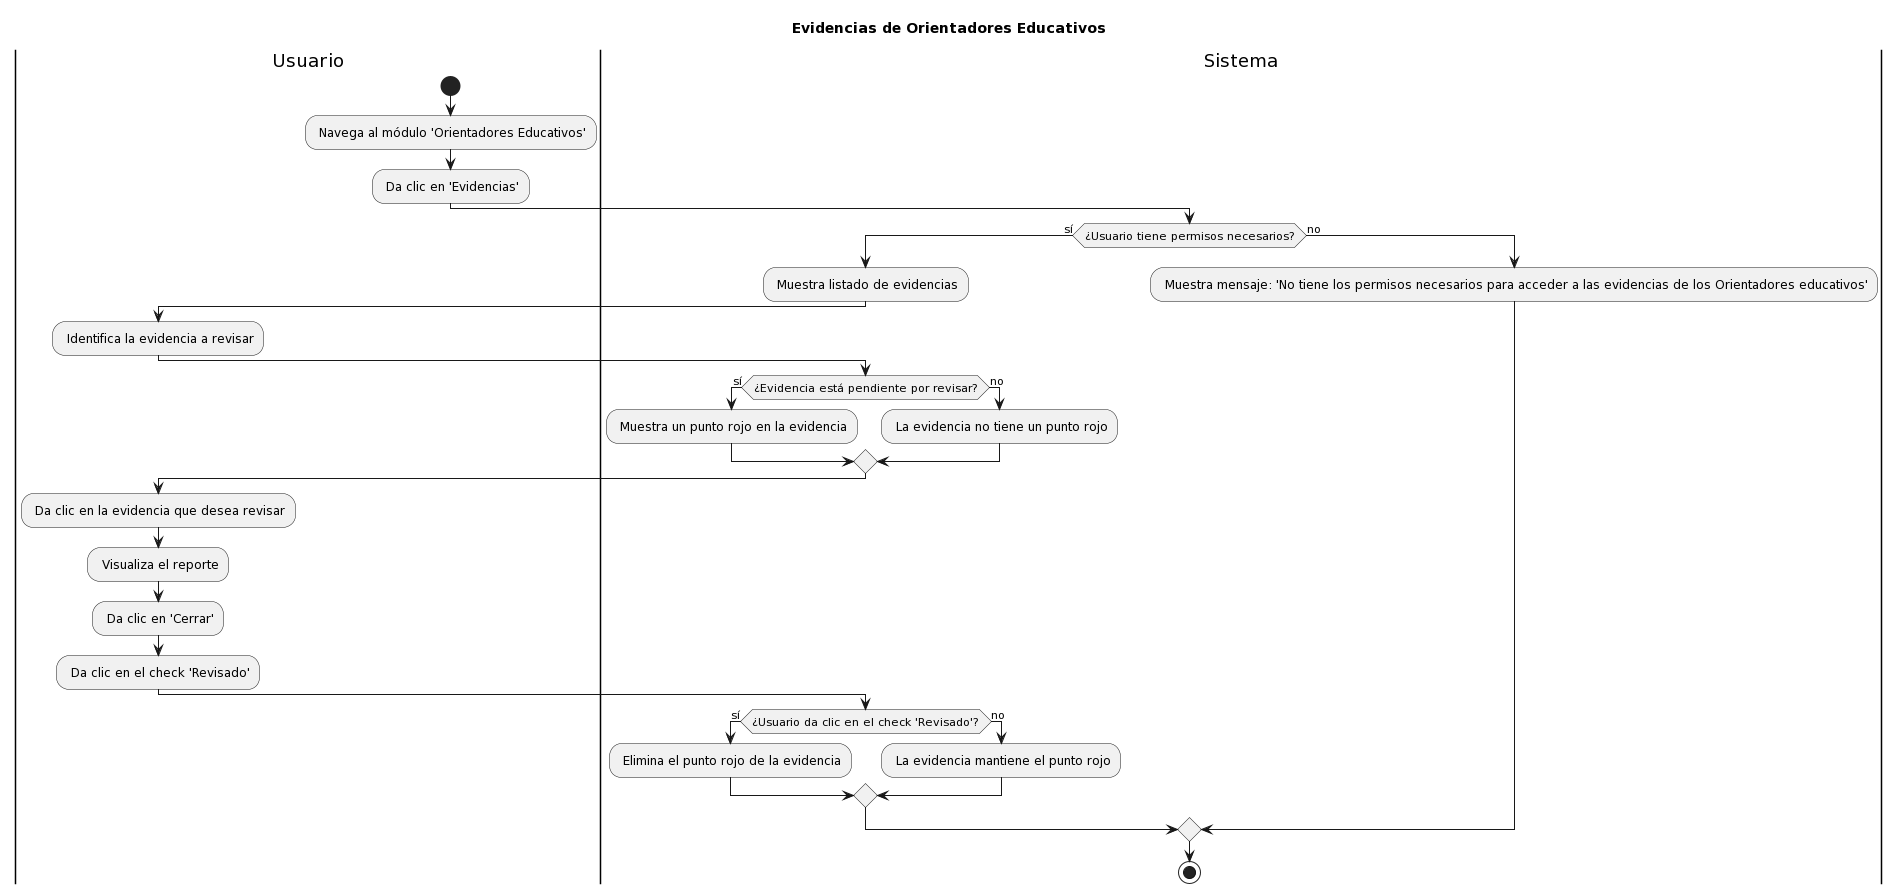 Evidencias de Orientadores Educativos
Usuario
Sistema
Navega al módulo 'Orientadores Educativos'
Da clic en 'Evidencias'
¿Usuario tiene permisos necesarios?
sí
no
Muestra listado de evidencias
Muestra mensaje: 'No tiene los permisos necesarios para acceder a las evidencias de los Orientadores educativos'
Identifica la evidencia a revisar
¿Evidencia está pendiente por revisar?
sí
no
Muestra un punto rojo en la evidencia
La evidencia no tiene un punto rojo
Da clic en la evidencia que desea revisar
Visualiza el reporte
Da clic en 'Cerrar'
Da clic en el check 'Revisado'
¿Usuario da clic en el check 'Revisado'?
sí
no
Elimina el punto rojo de la evidencia
La evidencia mantiene el punto rojo